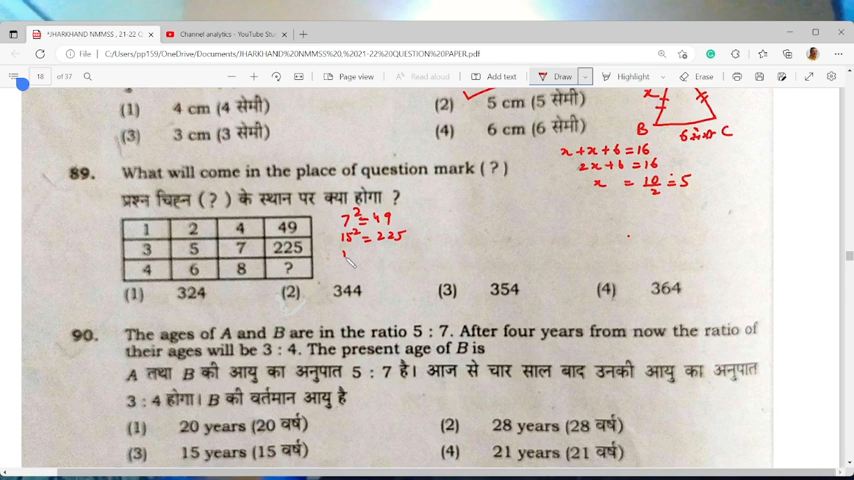 *JHARKHAND NMMSS , 21-22 Q
Channel analytics - YouTube Stu
File
C:/Users/pp159/OneDrive/Documents/JHARKHAND%20NMMSS,%2021-22%20QUESTION%20PAPER.pdf
18 of 37
Page view
Read aloud
Add text
Draw
Highlight
Erase
(1) 4 cm (4 सेमी) (2) 5 cm (5 सेमी)
(3) 3 cm (3 सेमी) (4) 6 cm (6 सेमी)
x
B 6 सेमी C
x+x+6=16
2x+6=16
x = 10/2 = 5
89. What will come in the place of question mark (?)
प्रश्न चिह्न (?) के स्थान पर क्या होगा ?
1 2 4 49
3 5 7 225
4 6 8 ?
7²=49
15²=225
(1) 324 (2) 344 (3) 354 (4) 364
90. The ages of A and B are in the ratio 5 : 7. After four years from now the ratio of
their ages will be 3 : 4. The present age of B is
A तथा B की आयु का अनुपात 5 : 7 है। आज से चार साल बाद उनकी आयु का अनुपात
3 : 4 होगा। B की वर्तमान आयु है
(1) 20 years (20 वर्ष) (2) 28 years (28 वर्ष)
(3) 15 years (15 वर्ष) (4) 21 years (21 वर्ष)